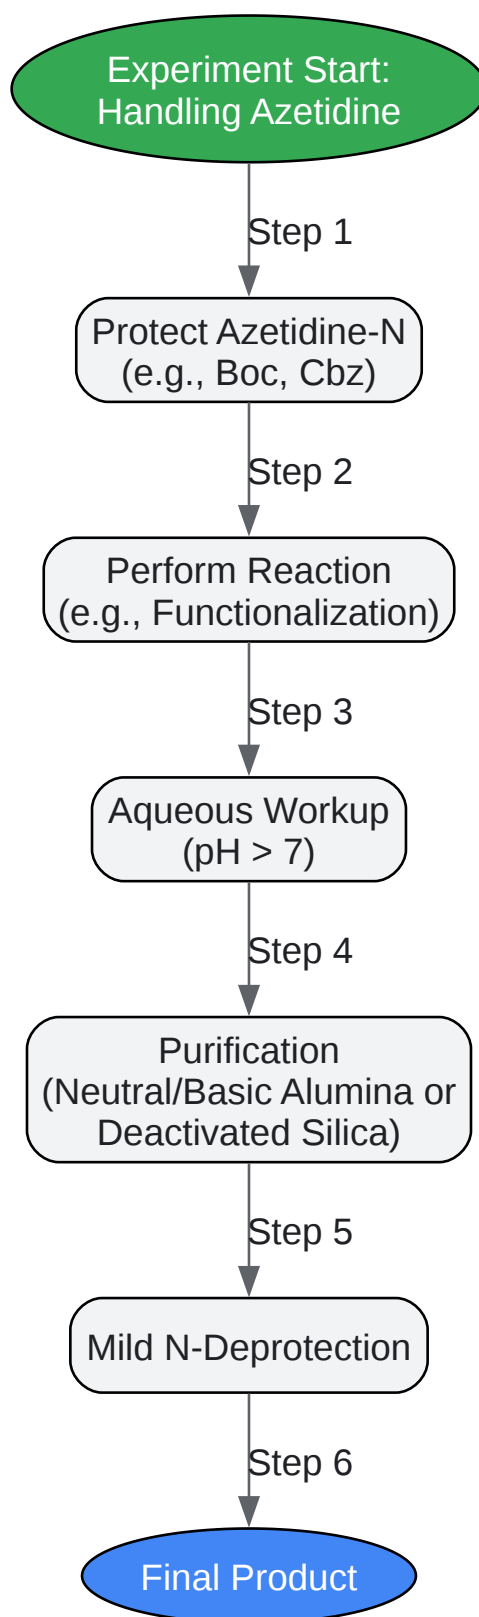 Experiment Start:
Handling Azetidine
Step 1
Protect Azetidine-N
(e.g., Boc, Cbz)
Step 2
Perform Reaction
(e.g., Functionalization)
Step 3
Aqueous Workup
(pH > 7)
Step 4
Purification
(Neutral/Basic Alumina or
Deactivated Silica)
Step 5
Mild N-Deprotection
Step 6
Final Product